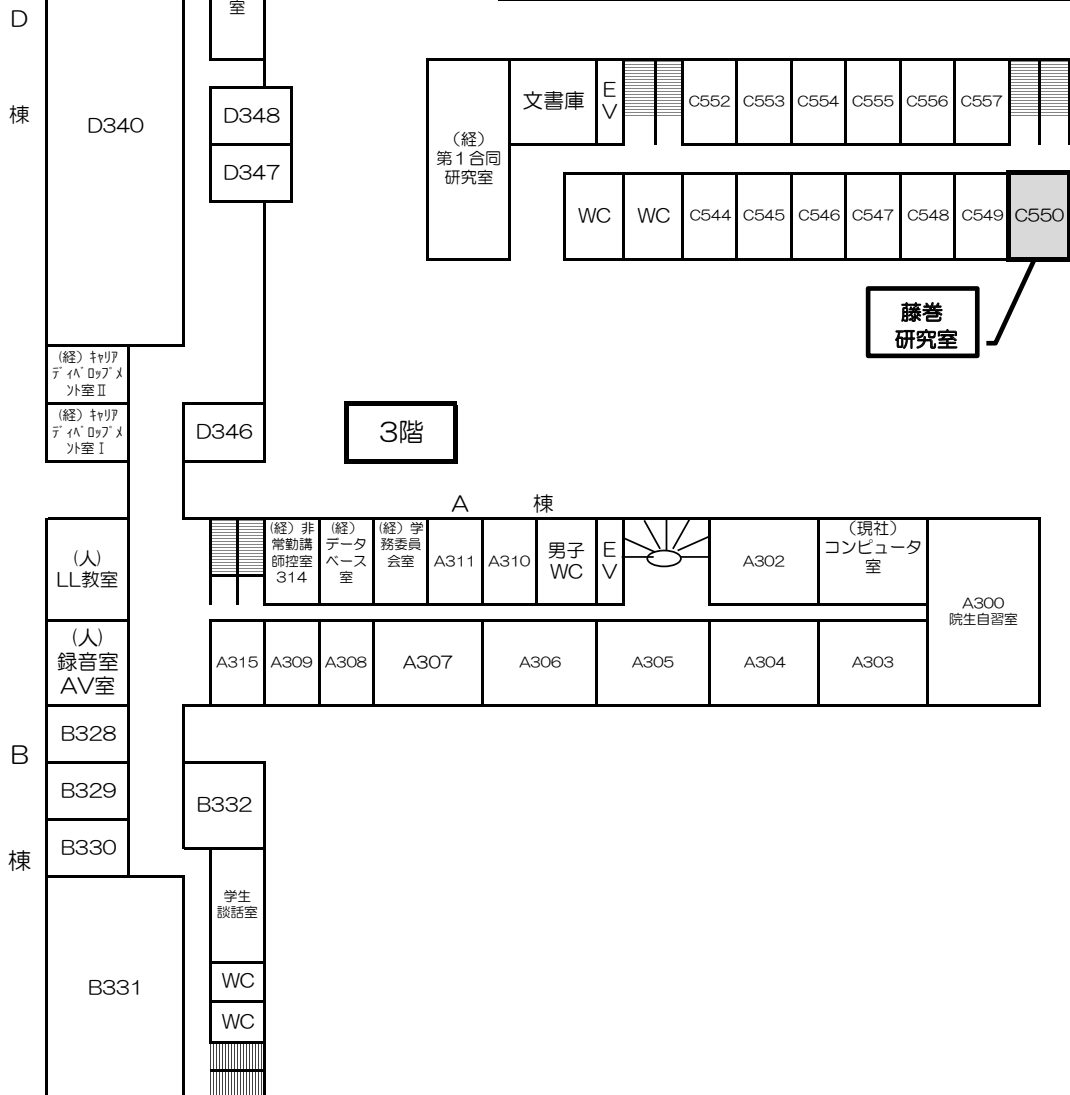 室
D
棟
D340
D348
D347
文書庫
E
V
C552
C553
C554
C555
C556
C557
(経)
第1合同
研究室
WC
WC
C544
C545
C546
C547
C548
C549
C550
藤巻
研究室
(経) ｷｬﾘｱ
ﾃﾞｨﾍﾞﾛｯﾌﾟﾒ
ﾝﾄ室Ⅱ
(経) ｷｬﾘｱ
ﾃﾞｨﾍﾞﾛｯﾌﾟﾒ
ﾝﾄ室Ⅰ
D346
3階
A 棟
(人)
LL教室
(経) 非
常勤講
師控室
314
(経)
データ
ベース
室
(経) 学
務委員
会室
A311
A310
男子
WC
E
V
A302
(現社)
コンピュータ
室
A300
院生自習室
(人)
録音室
AV室
A315
A309
A308
A307
A306
A305
A304
A303
B
棟
B328
B329
B330
B332
学生
談話室
B331
WC
WC